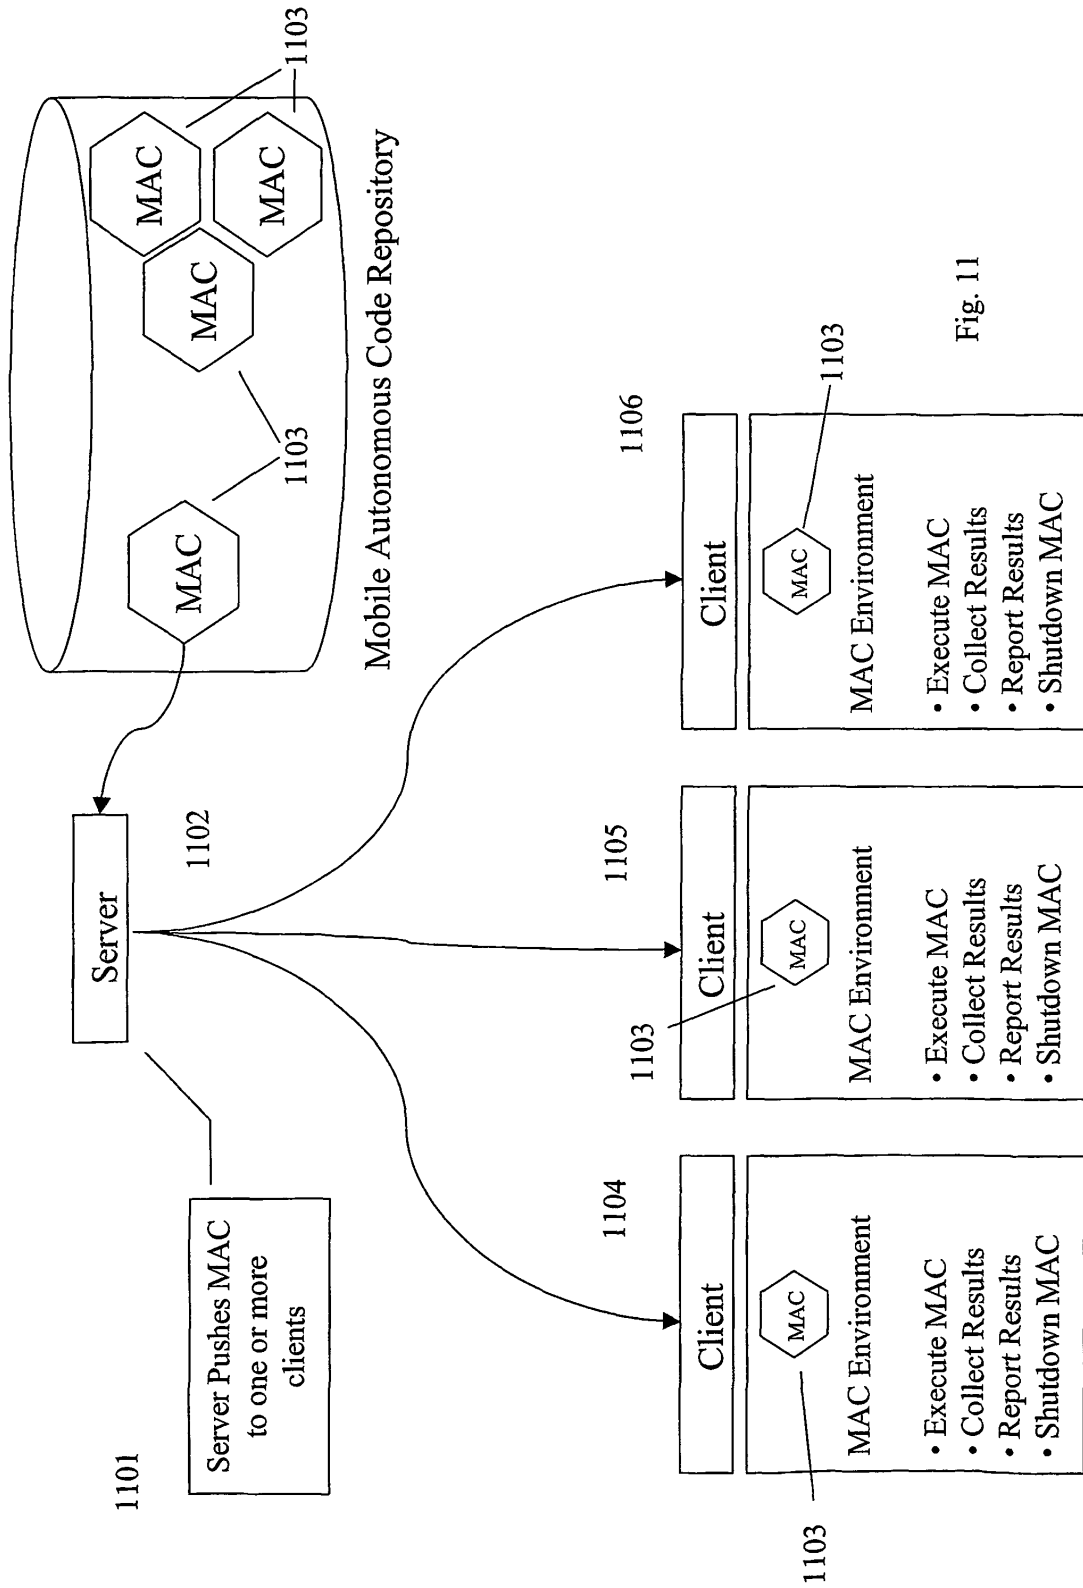 1101
Server Pushes MAC
to one or more
clients
Server
1102
MAC
MAC
MAC
MAC
1103
1103
Mobile Autonomous Code Repository
1104
Client
MAC
1103
MAC Environment
• Execute MAC
• Collect Results
• Report Results
• Shutdown MAC
1105
Client
MAC
1103
MAC Environment
• Execute MAC
• Collect Results
• Report Results
• Shutdown MAC
1106
Client
MAC
1103
MAC Environment
• Execute MAC
• Collect Results
• Report Results
• Shutdown MAC
Fig. 11